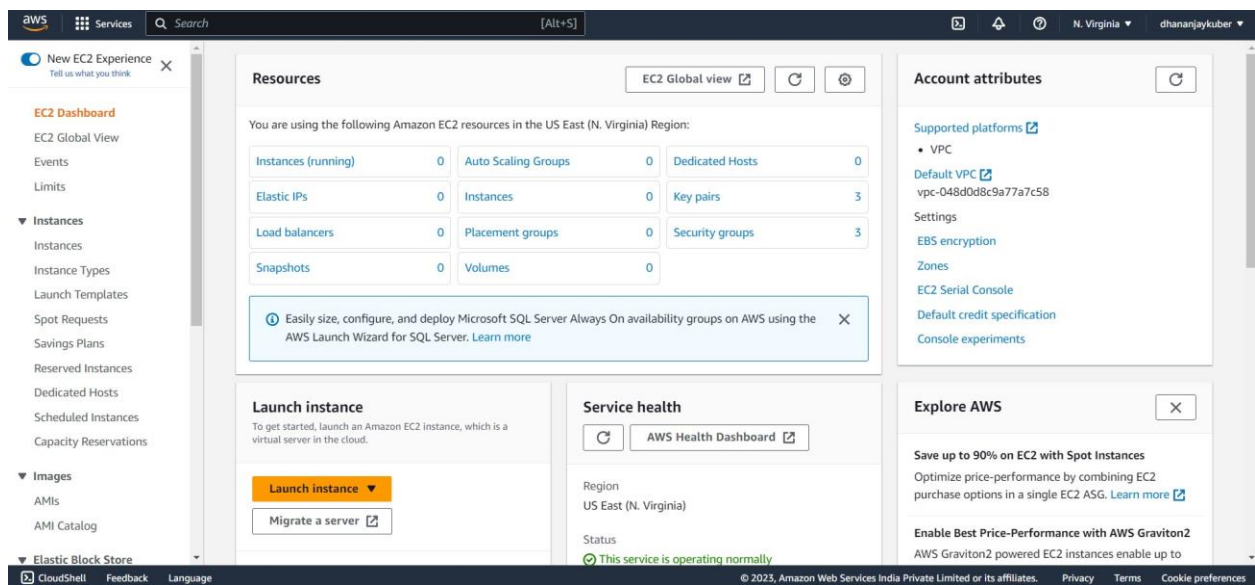 aws
Services
Search
[Alt+S]
N. Virginia ▼
dhananjaykuber ▼
New EC2 Experience
Tell us what you think
EC2 Dashboard
EC2 Global View
Events
Limits
▼ Instances
Instances
Instance Types
Launch Templates
Spot Requests
Savings Plans
Reserved Instances
Dedicated Hosts
Scheduled Instances
Capacity Reservations
▼ Images
AMIs
AMI Catalog
▼ Elastic Block Store
Resources
EC2 Global view
You are using the following Amazon EC2 resources in the US East (N. Virginia) Region:
Instances (running) 0
Auto Scaling Groups 0
Dedicated Hosts 0
Elastic IPs 0
Instances 0
Key pairs 3
Load balancers 0
Placement groups 0
Security groups 3
Snapshots 0
Volumes 0
Easily size, configure, and deploy Microsoft SQL Server Always On availability groups on AWS using the
AWS Launch Wizard for SQL Server. Learn more
Launch instance
To get started, launch an Amazon EC2 instance, which is a
virtual server in the cloud.
Launch instance ▼
Migrate a server
Service health
AWS Health Dashboard
Region
US East (N. Virginia)
Status
This service is operating normally
Account attributes
Supported platforms
• VPC
Default VPC
vpc-048d0d8c9a77a7c58
Settings
EBS encryption
Zones
EC2 Serial Console
Default credit specification
Console experiments
Explore AWS
Save up to 90% on EC2 with Spot Instances
Optimize price-performance by combining EC2
purchase options in a single EC2 ASG. Learn more
Enable Best Price-Performance with AWS Graviton2
AWS Graviton2 powered EC2 instances enable up to
CloudShell
Feedback
Language
© 2023, Amazon Web Services India Private Limited or its affiliates.
Privacy
Terms
Cookie preferences